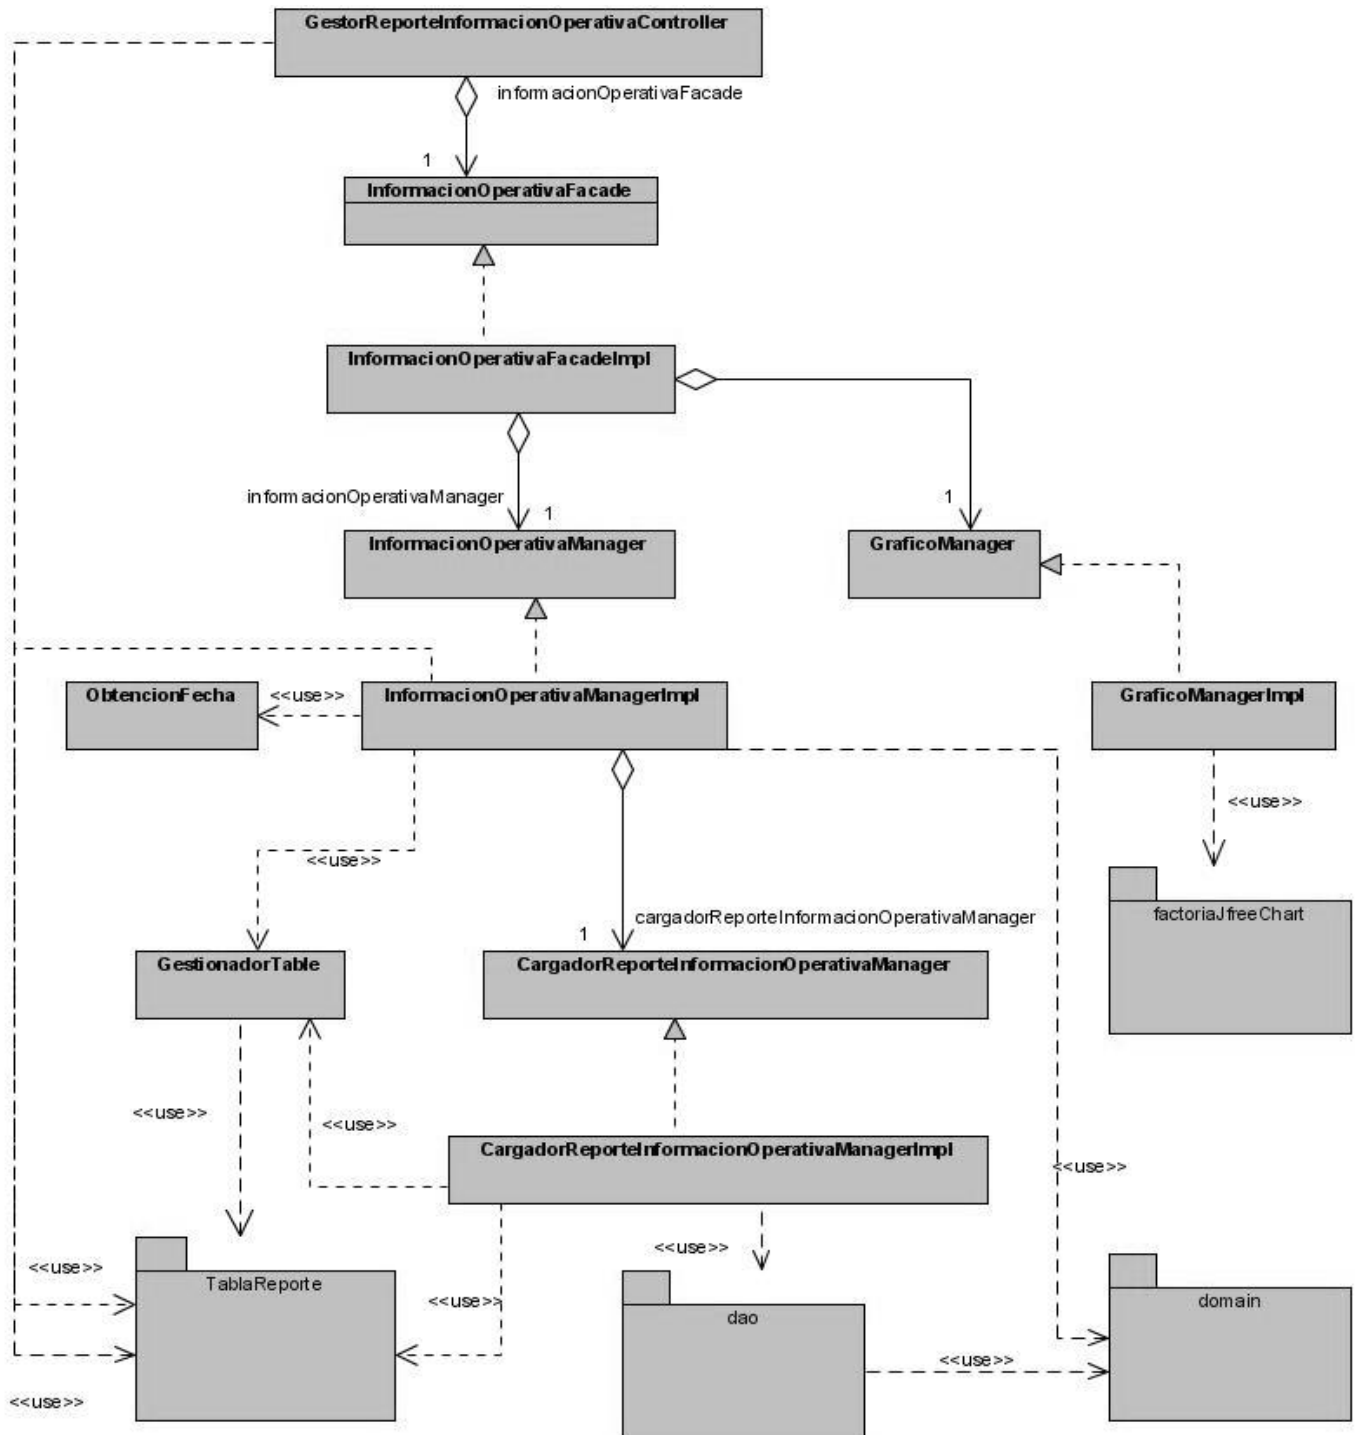 GestorReporteInformacionOperativaController
informacionOperativaFacade
1
InformacionOperativaFacade
InformacionOperativaFacadeImpl
informacionOperativaManager
1
1
InformacionOperativaManager
GraficoManager
ObtencionFecha
<<use>>
InformacionOperativaManagerImpl
GraficoManagerImpl
<<use>>
<<use>>
factoriaJfreeChart
cargadorReporteInformacionOperativaManager
1
GestionadorTable
CargadorReporteInformacionOperativaManager
<<use>>
<<use>>
CargadorReporteInformacionOperativaManagerImpl
<<use>>
<<use>>
<<use>>
TablaReporte
<<use>>
domain
dao
<<use>>
<<use>>